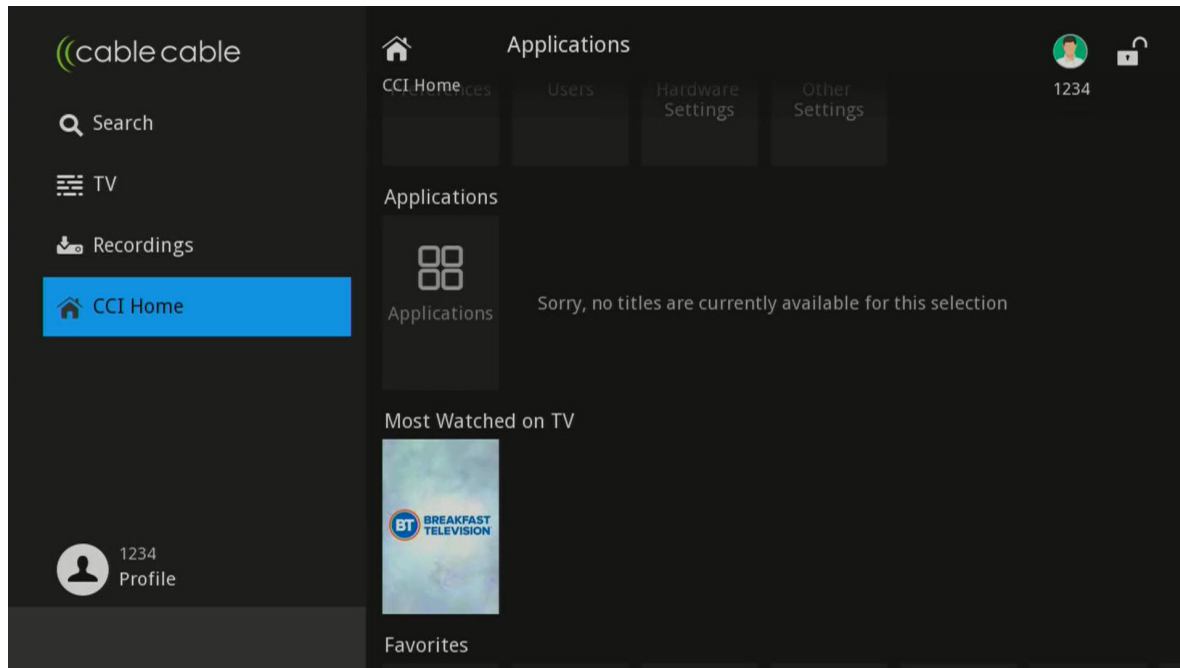 cable cable
Search
TV
Recordings
CCI Home
1234
Profile
CCI Home
Applications
1234
Preferences
Users
Hardware
Settings
Other
Settings
Applications
Applications
Sorry, no titles are currently available for this selection
Most Watched on TV
BT BREAKFAST
TELEVISION
Favorites